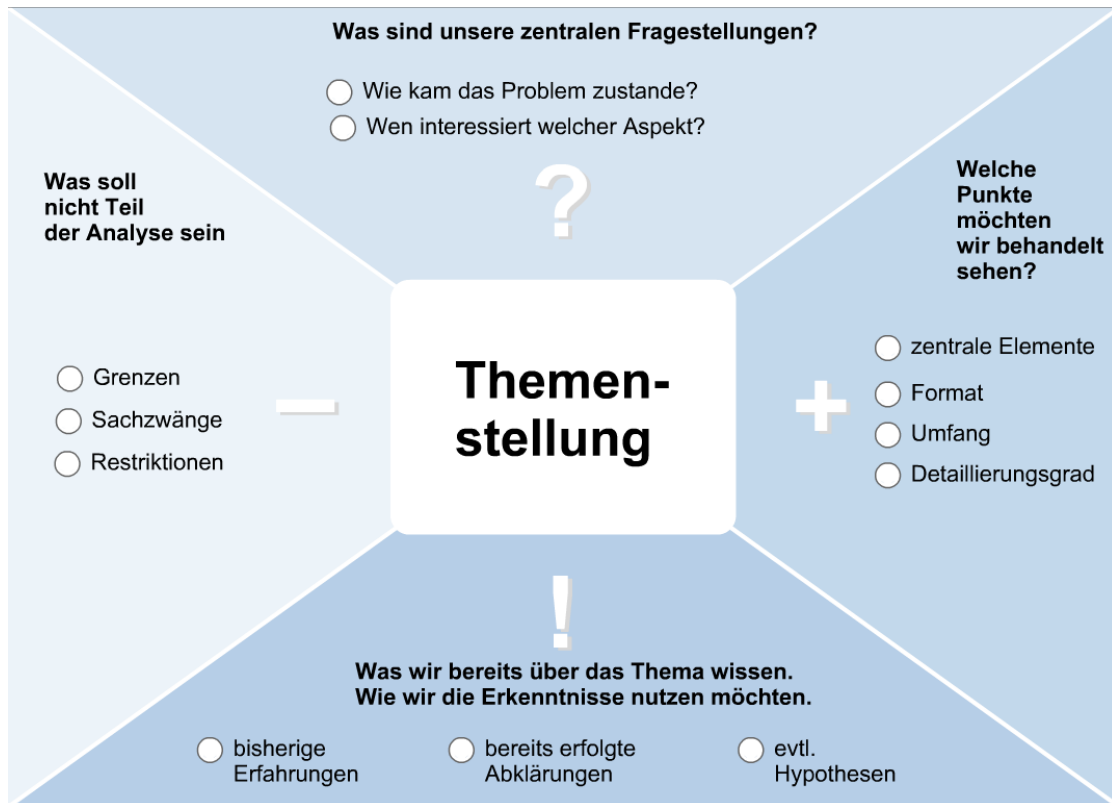 Was sind unsere zentralen Fragestellungen?
Wie kam das Problem zustande?
Wen interessiert welcher Aspekt?
?
Was soll
nicht Teil
der Analyse sein
Grenzen
Sachzwänge
Restriktionen
–
Themen-
stellung
+
Welche
Punkte
möchten
wir behandelt
sehen?
zentrale Elemente
Format
Umfang
Detaillierungsgrad
!
Was wir bereits über das Thema wissen.
Wie wir die Erkenntnisse nutzen möchten.
bisherige
Erfahrungen
bereits erfolgte
Abklärungen
evtl.
Hypothesen